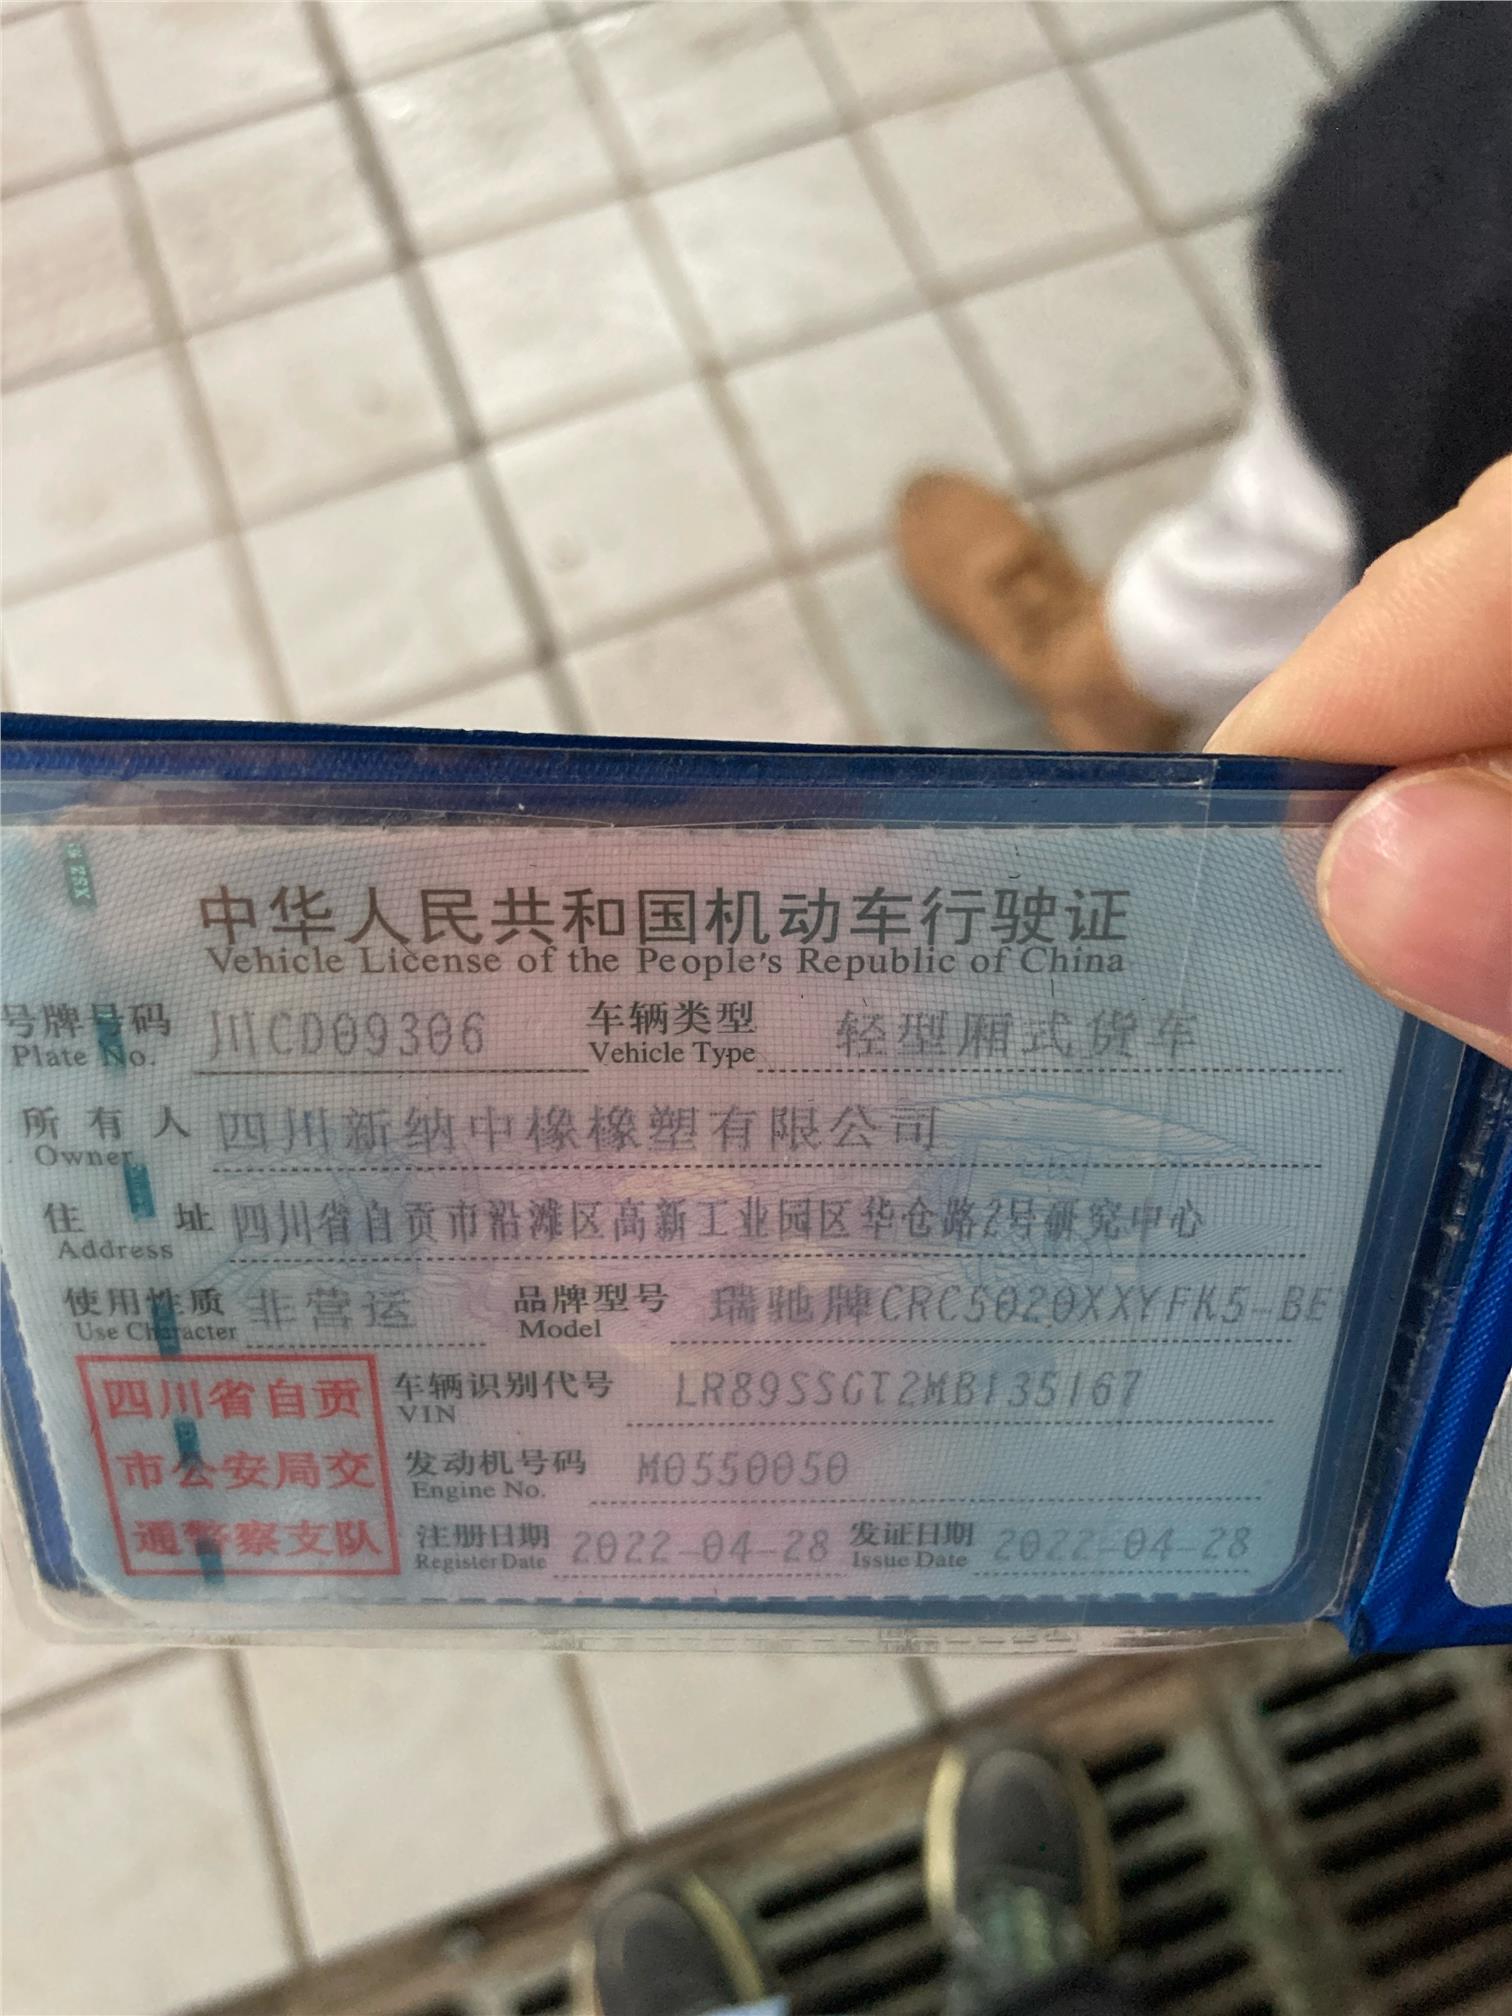 中华人民共和国机动车行驶证
Vehicle License of the People's Republic of China
号牌号码 川CD09306 车辆类型 轻型厢式货车
Plate No. Vehicle Type
所有人 四川新纳中橡橡塑有限公司
Owner
住址 四川省自贡市沿滩区高新工业园区华仓路2号研究中心
Address
使用性质 非营运 品牌型号 瑞驰牌CRC5020XXYFK5-BE
Use Character Model
四川省自贡
市公安局交
通警察支队
车辆识别代号 LR89SSGT2MB135167
VIN
发动机号码 M0550050
Engine No.
注册日期 2022-04-28 发证日期 2022-04-28
Register Date Issue Date